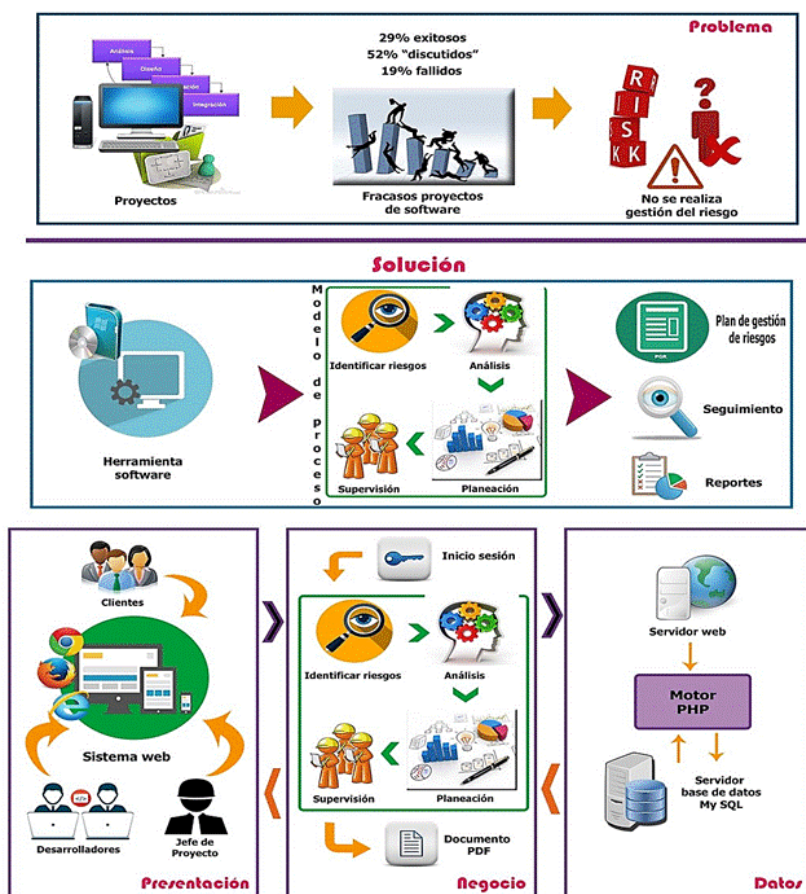 Problema
29% exitosos
52% "discutidos"
19% fallidos
Análisis
Diseño
Integración
RISK
Proyectos
Fracasos proyectos
de software
No se realiza
gestión del riesgo
Solución
Modelo de proceso
Identificar riesgos
Análisis
Plan de gestión
de riesgos
PGR
Seguimiento
Herramienta
software
Supervisión
Planeación
Reportes
Clientes
Sistema web
Desarrolladores
Jefe de
Proyecto
Presentación
Inicio sesión
Identificar riesgos
Análisis
Supervisión
Planeación
Documento
PDF
Negocio
Servidor web
Motor
PHP
Servidor
base de datos
My SQL
Datos